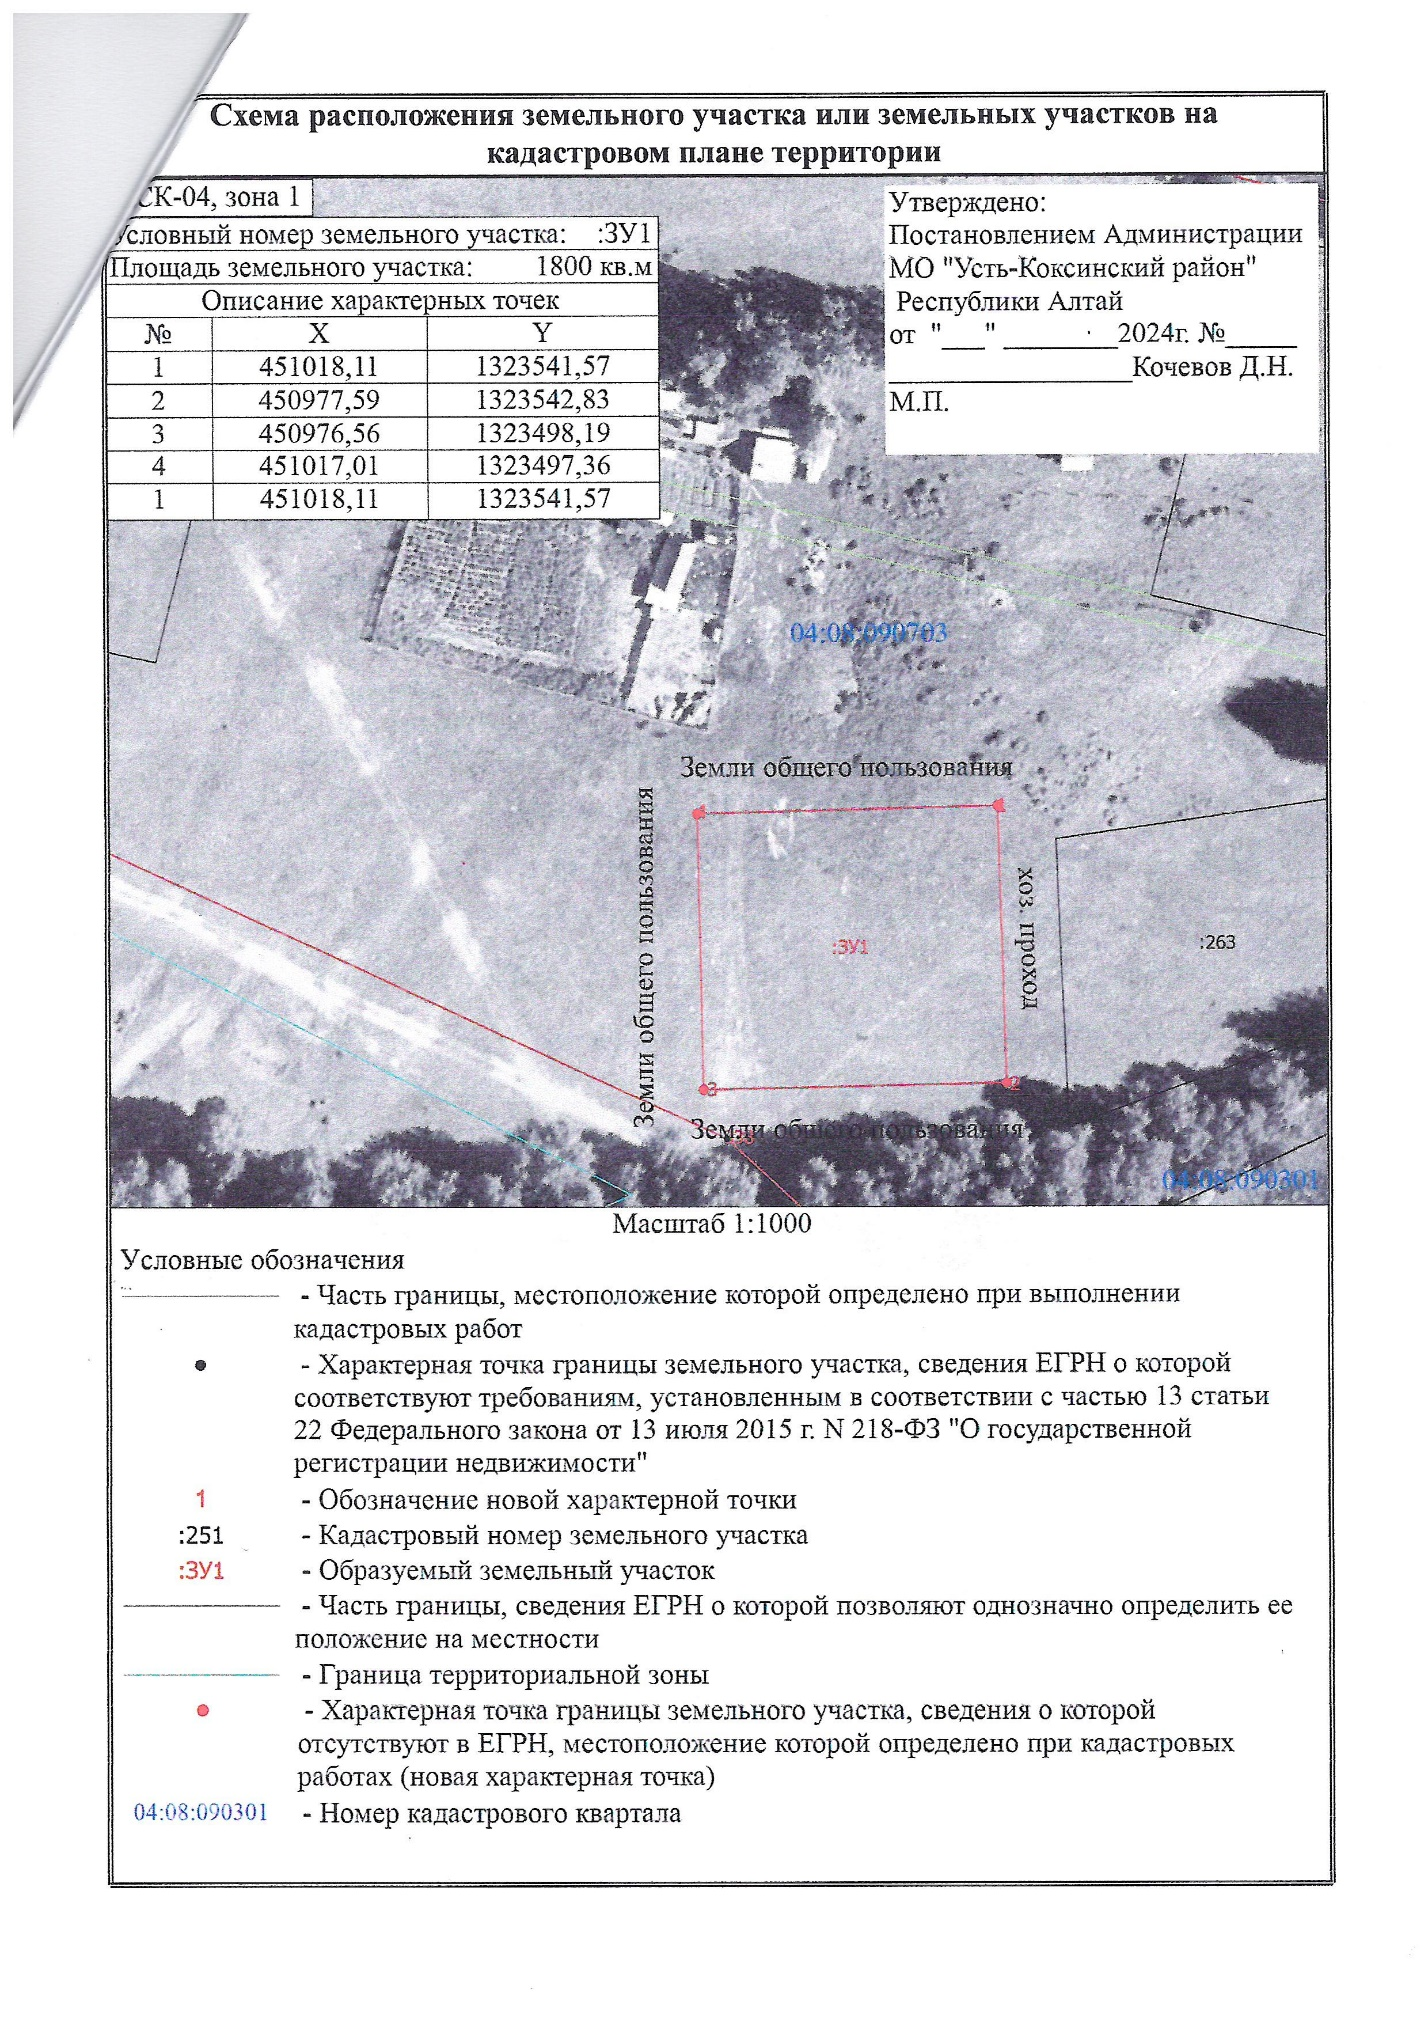 Схема расположения земельного участка или земельных участков на
кадастровом плане территории
СК-04, зона 1
Условный номер земельного участка: :ЗУ1
Площадь земельного участка: 1800 кв.м
Описание характерных точек
№ X Y
1 451018,11 1323541,57
2 450977,59 1323542,83
3 450976,56 1323498,19
4 451017,01 1323497,36
1 451018,11 1323541,57
Утверждено:
Постановлением Администрации
МО "Усть-Коксинский район"
Республики Алтай
от "___" ________ 2024г. №_____
_________________Кочевов Д.Н.
М.П.
04:08:090703
Земли общего пользования
Земли общего пользования
:ЗУ1
хоз. проход
:263
3
2
Земли общего пользования
04:08:090301
Масштаб 1:1000
Условные обозначения
- Часть границы, местоположение которой определено при выполнении
кадастровых работ
- Характерная точка границы земельного участка, сведения ЕГРН о которой
соответствуют требованиям, установленным в соответствии с частью 13 статьи
22 Федерального закона от 13 июля 2015 г. N 218-ФЗ "О государственной
регистрации недвижимости"
1 - Обозначение новой характерной точки
:251 - Кадастровый номер земельного участка
:ЗУ1 - Образуемый земельный участок
- Часть границы, сведения ЕГРН о которой позволяют однозначно определить ее
положение на местности
- Граница территориальной зоны
- Характерная точка границы земельного участка, сведения о которой
отсутствуют в ЕГРН, местоположение которой определено при кадастровых
работах (новая характерная точка)
04:08:090301 - Номер кадастрового квартала